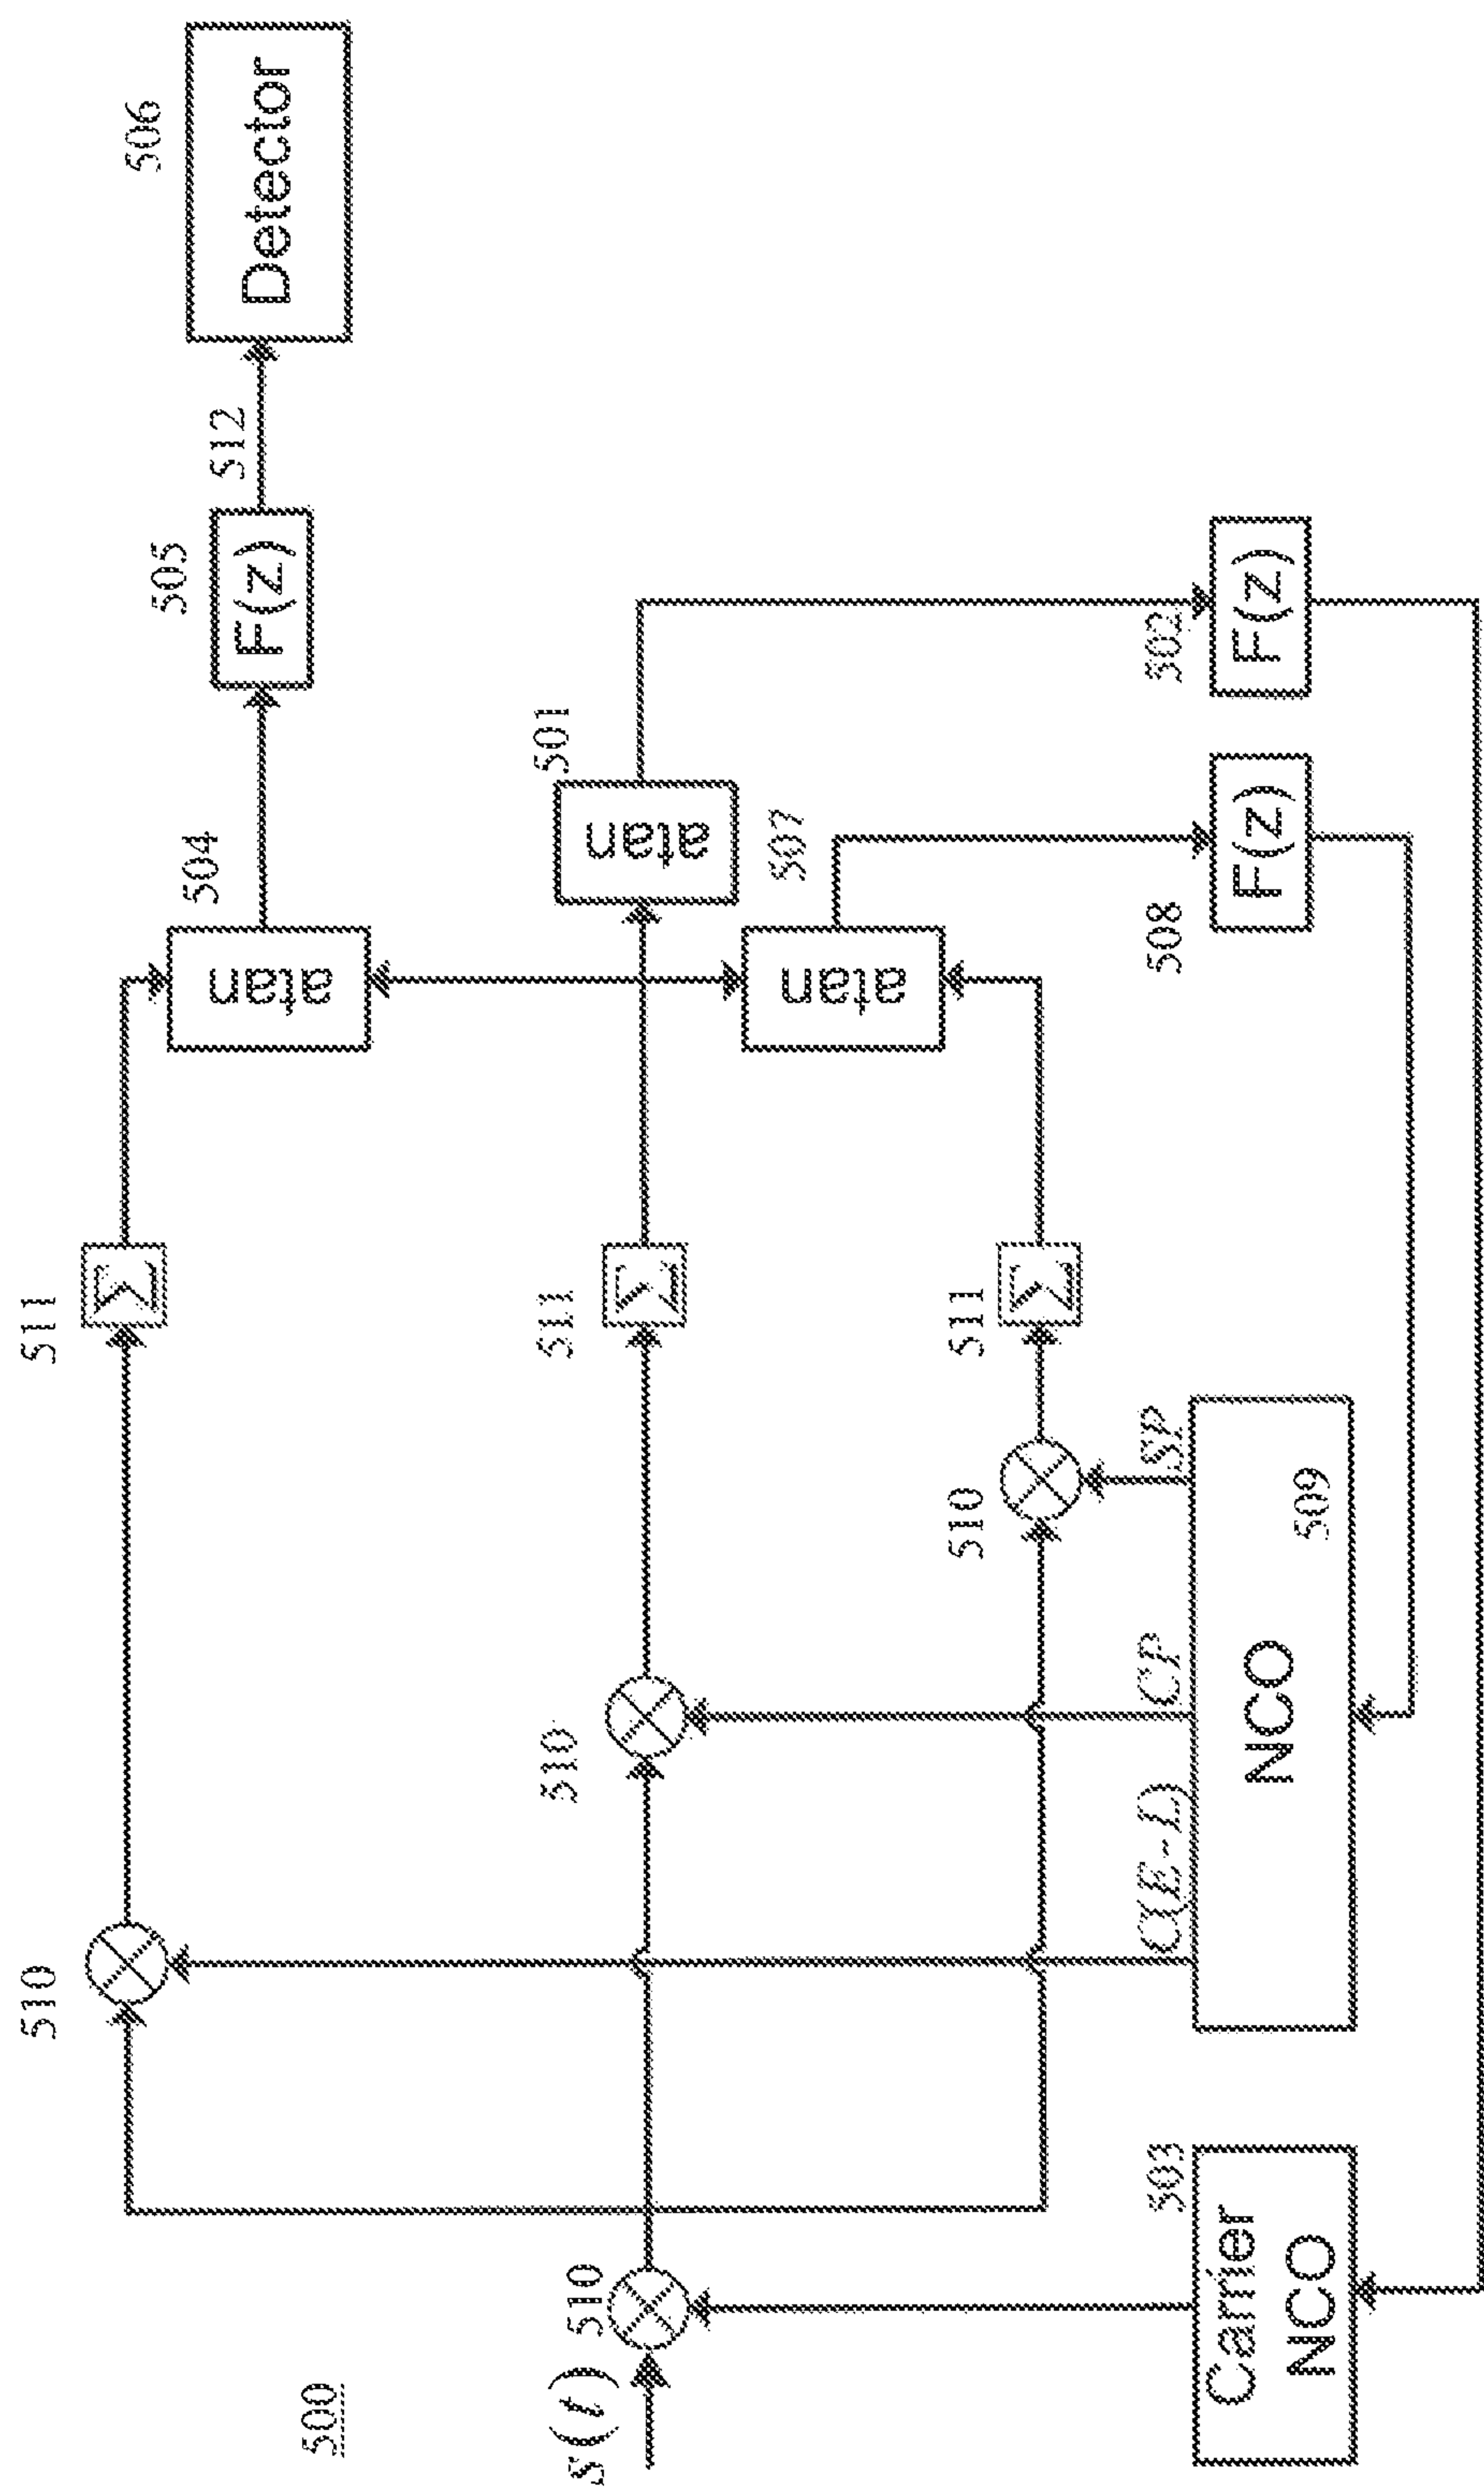 500
s(t)
510
510
511
504
atan
505
F(z)
512
506
Detector
510
511
501
atan
510
511
507
atan
502
F(z)
508
F(z)
C(E-L)
CP
SP
NCO
509
503
Carrier
NCO